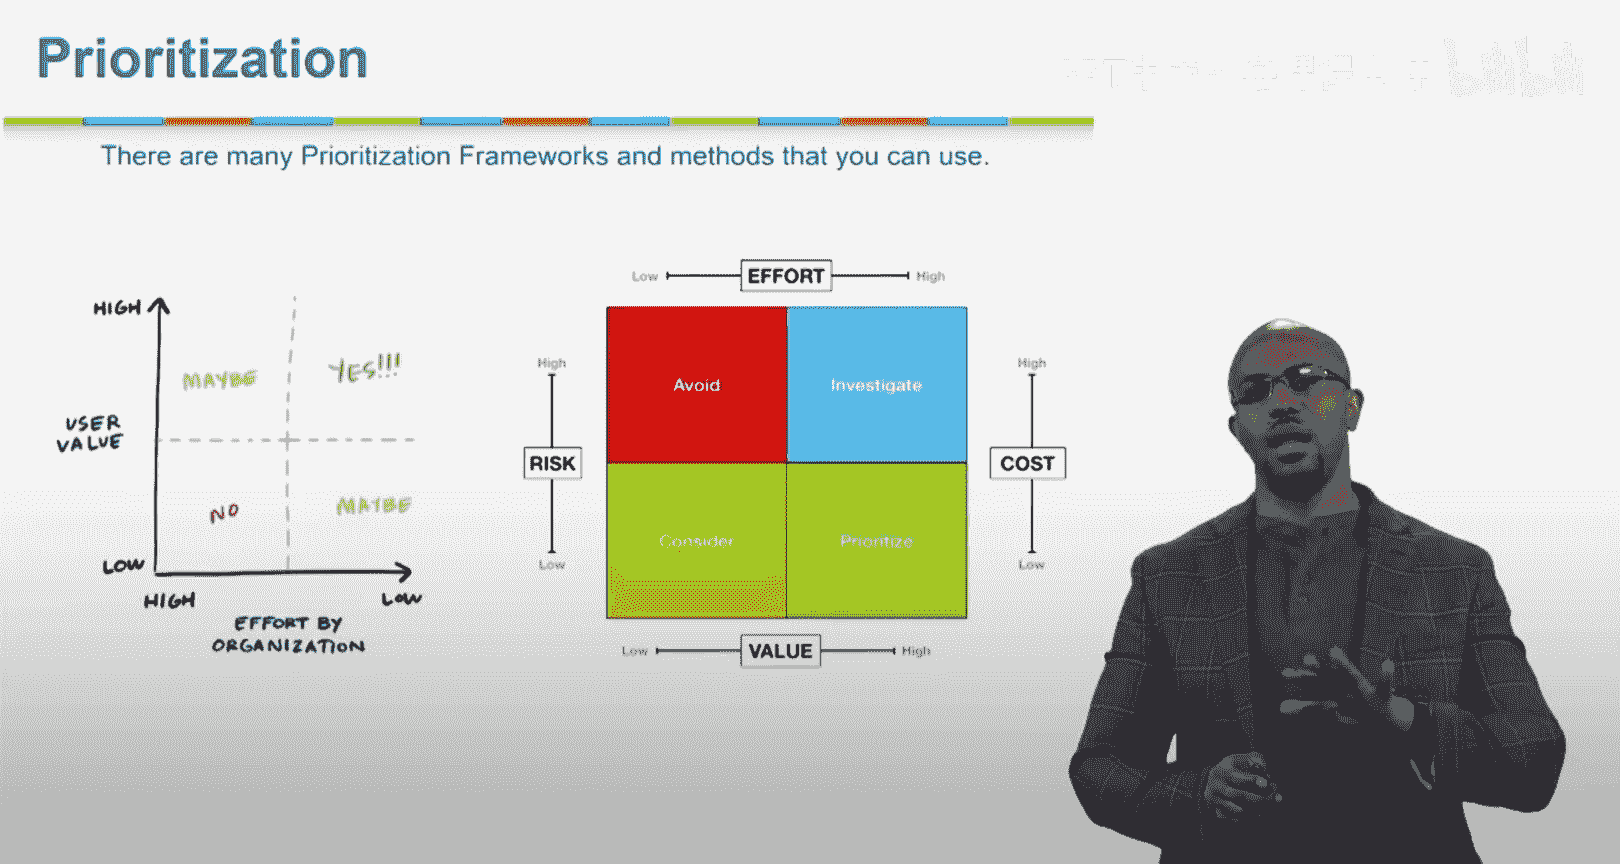 Prioritization
There are many Prioritization Frameworks and methods that you can use.
HIGH
MAYBE
YES!!!
USER
VALUE
NO
MAYBE
LOW
HIGH
LOW
EFFORT BY
ORGANIZATION
Low
EFFORT
High
High
RISK
Low
Avoid
Investigate
Consider
Prioritize
High
COST
Low
Low
VALUE
High
bilibili